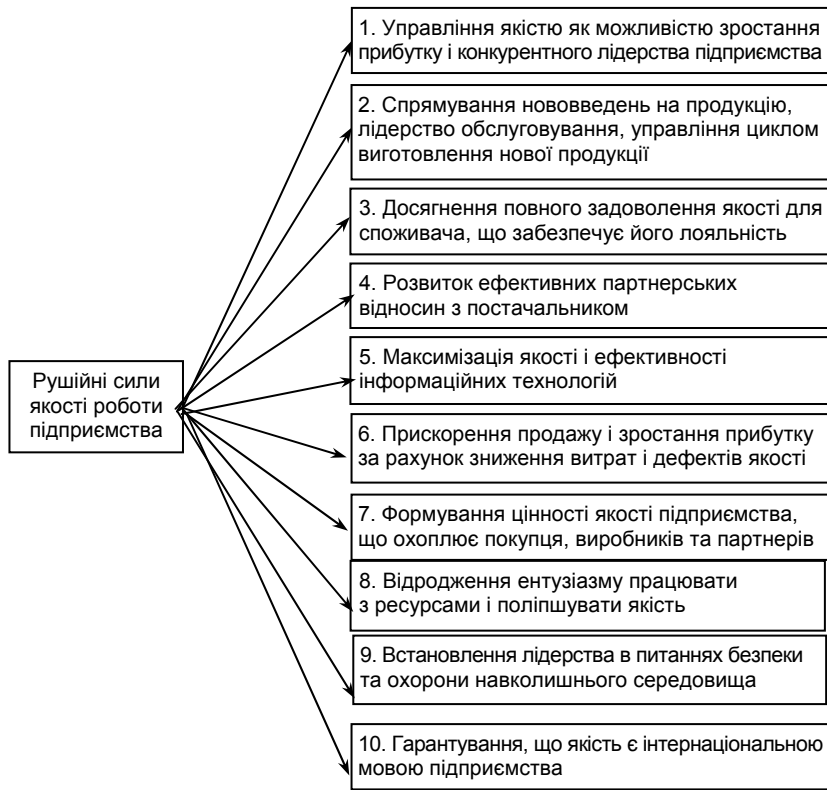 1. Управління якістю як можливістю зростання
прибутку і конкурентного лідерства підприємства
2. Спрямування нововведень на продукцію,
лідерство обслуговування, управління циклом
виготовлення нової продукції
3. Досягнення повного задоволення якості для
споживача, що забезпечує його лояльність
4. Розвиток ефективних партнерських
відносин з постачальником
Рушійні сили
якості роботи
підприємства
5. Максимізація якості і ефективності
інформаційних технологій
6. Прискорення продажу і зростання прибутку
за рахунок зниження витрат і дефектів якості
7. Формування цінності якості підприємства,
що охоплює покупця, виробників та партнерів
8. Відродження ентузіазму працювати
з ресурсами і поліпшувати якість
9. Встановлення лідерства в питаннях безпеки
та охорони навколишнього середовища
10. Гарантування, що якість є інтернаціональною
мовою підприємства